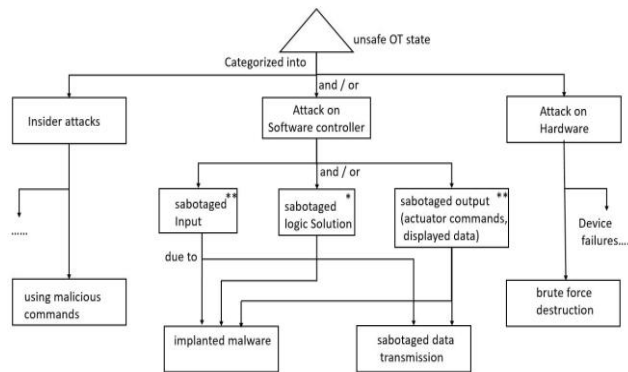 unsafe OT state
Categorized into
and / or
Insider attacks
Attack on
Software controller
Attack on
Hardware
and / or
sabotaged **
Input
sabotaged *
logic Solution
sabotaged output **
(actuator commands,
displayed data)
......
Device
failures....
due to
using malicious
commands
implanted malware
sabotaged data
transmission
brute force
destruction